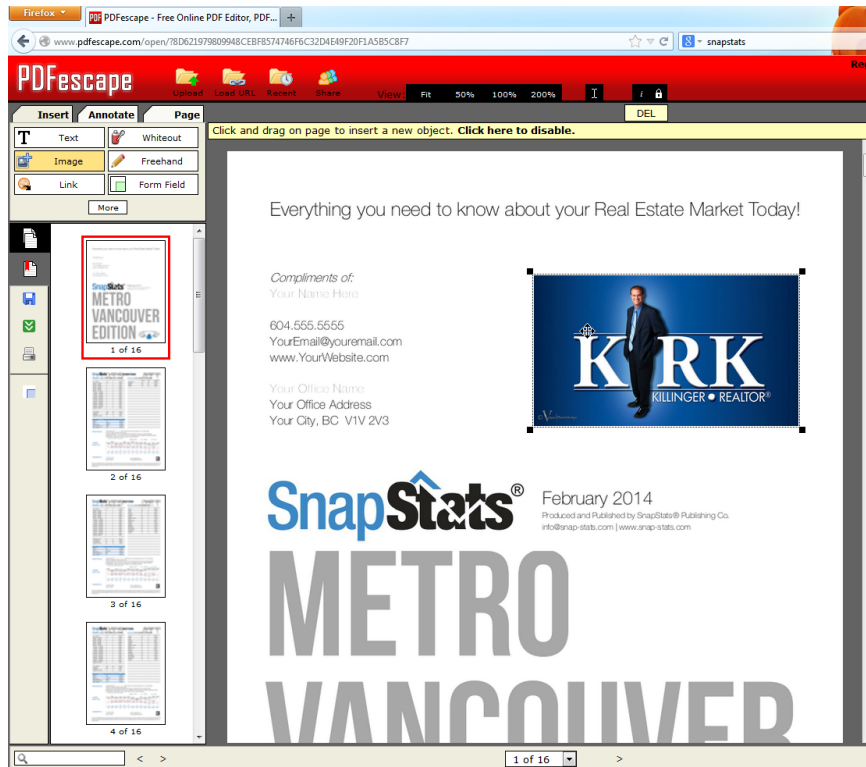 Firefox
PDFescape - Free Online PDF Editor, PDF...
www.pdfescape.com/open/?8D621979809948CEBF8574746F6C32D4E49F20F1A5B5C8F7
snapstats
PDFescape
Upload
Load URL
Recent
Share
View:
Fit
50%
100%
200%
DEL
Insert
Annotate
Page
Click and drag on page to insert a new object. Click here to disable.
T Text
Whiteout
Image
Freehand
Link
Form Field
More
Everything you need to know about your Real Estate Market Today!
Compliments of:
Your Name Here
604.555.5555
YourEmail@youremail.com
www.YourWebsite.com
Your Office Name
Your Office Address
Your City, BC V1V 2V3
KIRK
KILLINGER • REALTOR®
SnapStats®
February 2014
Produced and Published by SnapStats® Publishing Co.
info@snap-stats.com | www.snap-stats.com
METRO
VANCOUVER
SnapStats
METRO
VANCOUVER
EDITION
1 of 16
2 of 16
3 of 16
4 of 16
< >
1 of 16
>